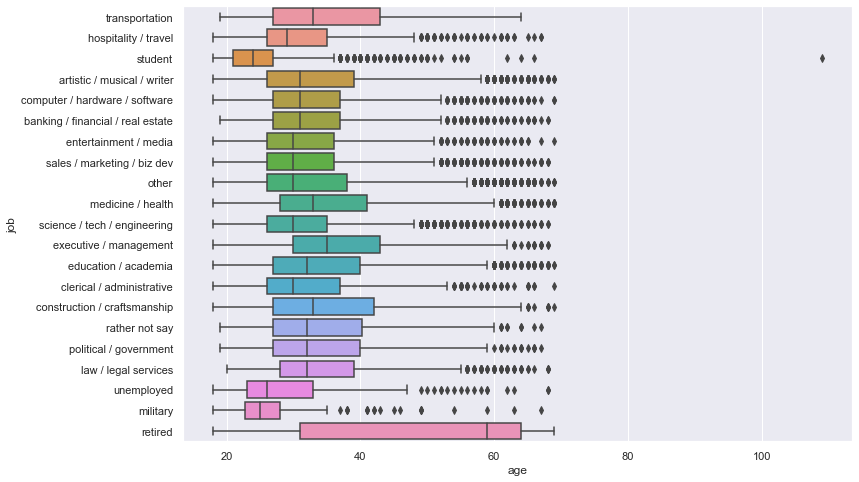 transportation
hospitality / travel
student
artistic / musical / writer
computer / hardware / software
banking / financial / real estate
entertainment / media
sales / marketing / biz dev
other
medicine / health
science / tech / engineering
executive / management
education / academia
clerical / administrative
construction / craftsmanship
rather not say
political / government
law / legal services
unemployed
military
retired
job
20 40 60 80 100
age